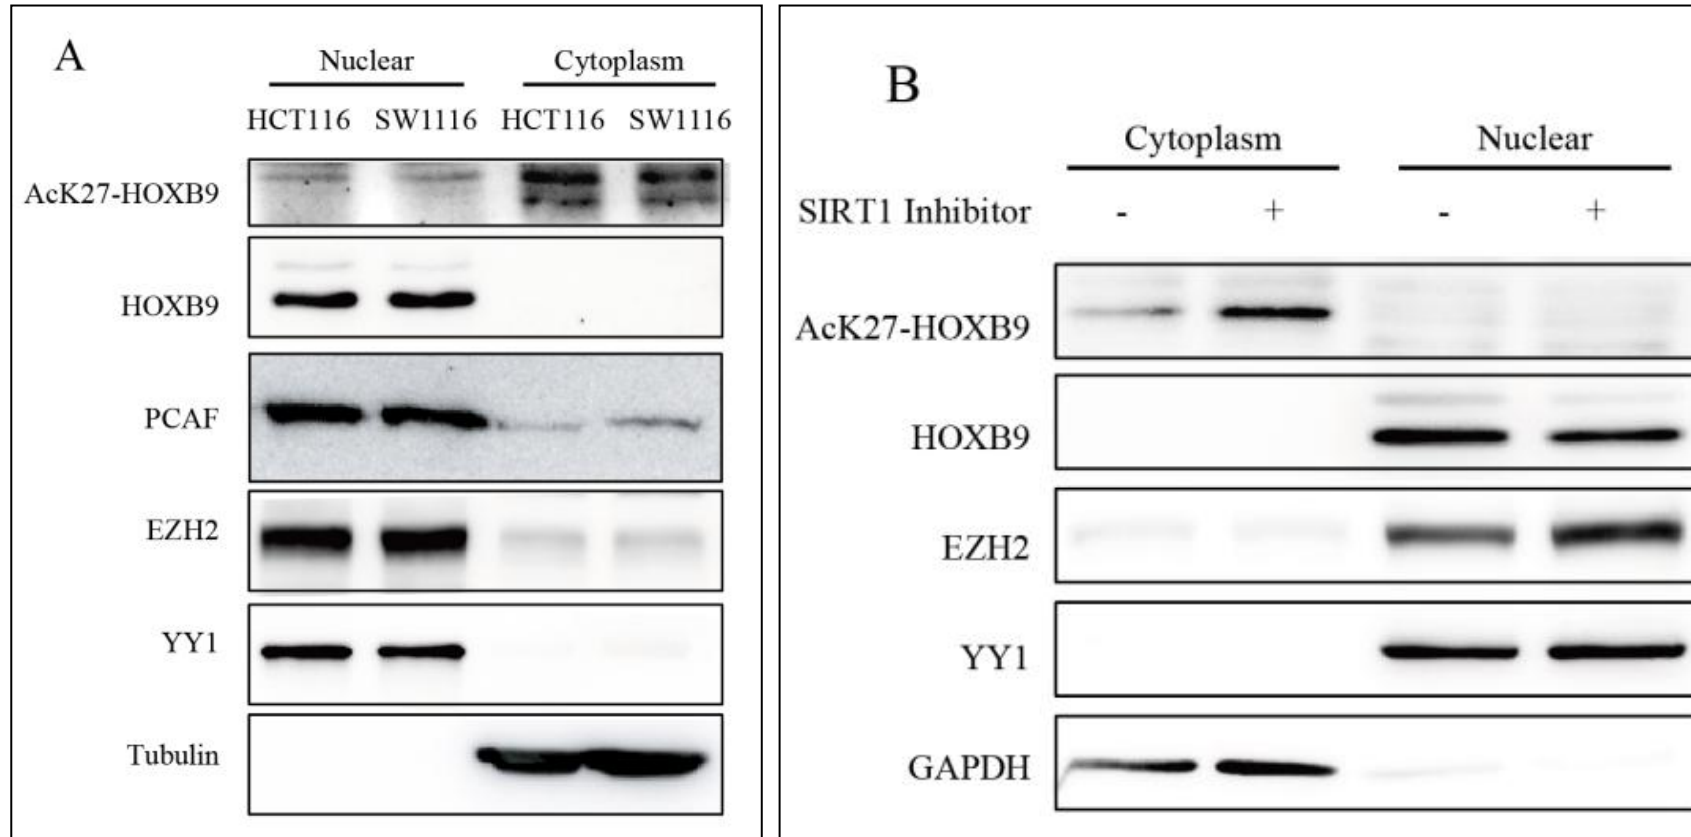 A
Nuclear Cytoplasm
HCT116 SW1116 HCT116 SW1116
AcK27-HOXB9
HOXB9
PCAF
EZH2
YY1
Tubulin
B
Cytoplasm Nuclear
SIRT1 Inhibitor - + - +
AcK27-HOXB9
HOXB9
EZH2
YY1
GAPDH